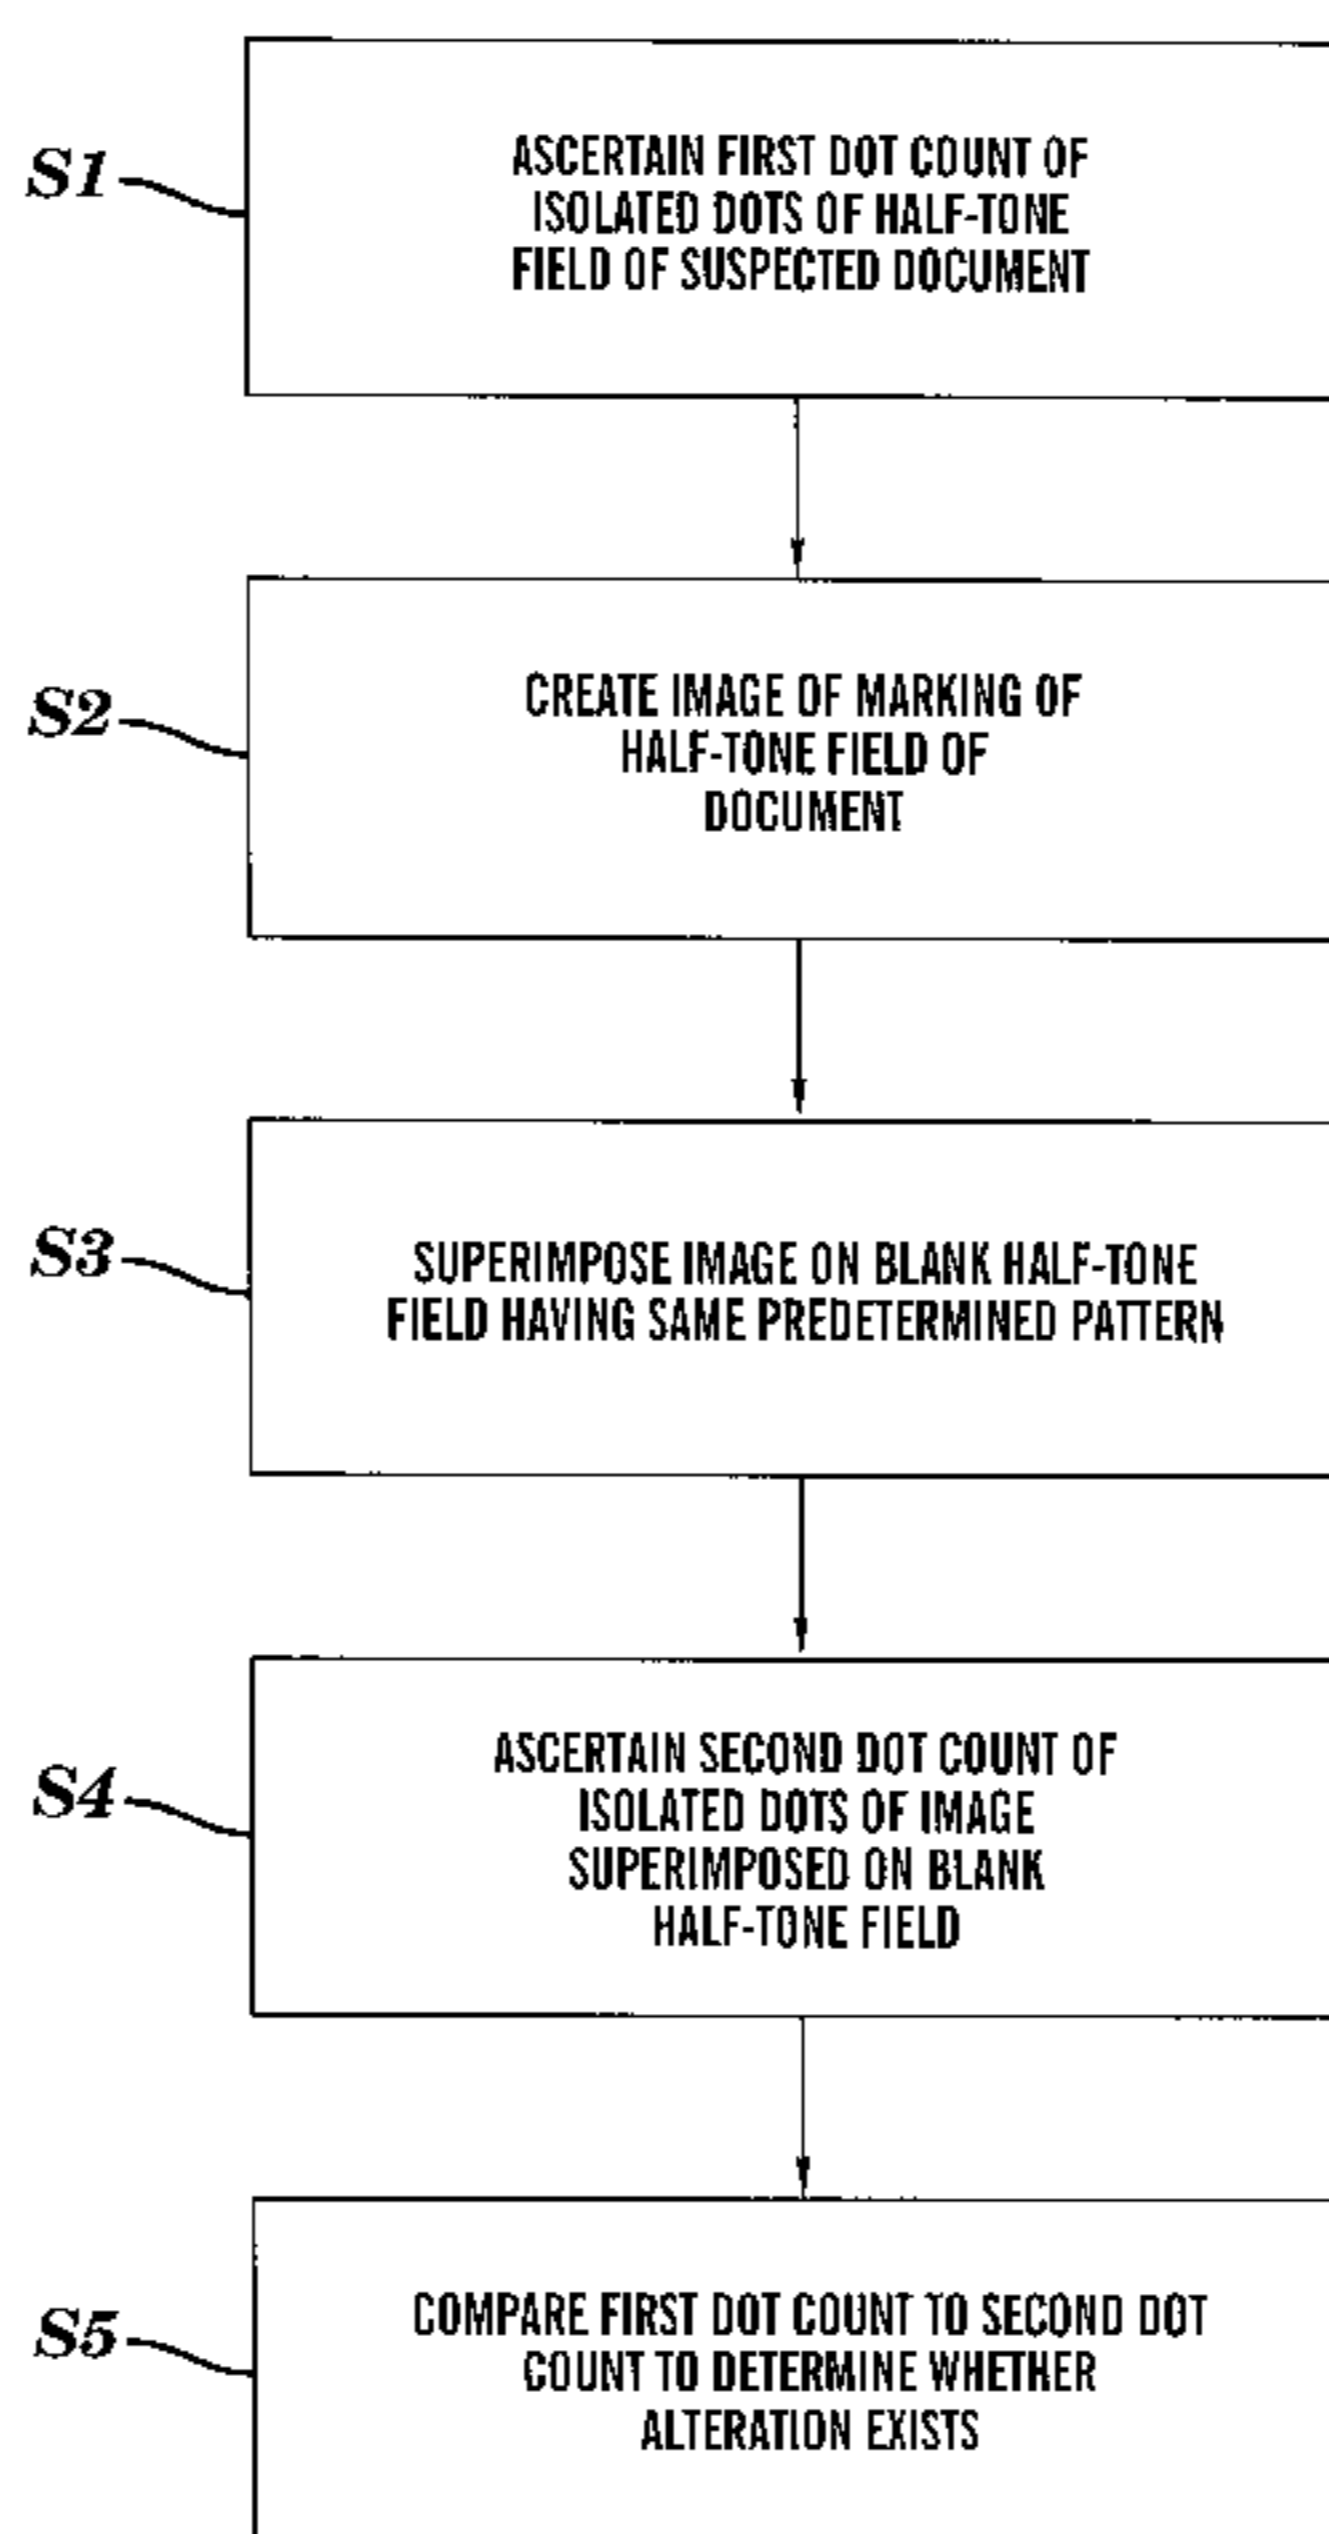 S1
ASCERTAIN FIRST DOT COUNT OF
ISOLATED DOTS OF HALF-TONE
FIELD OF SUSPECTED DOCUMENT
S2
CREATE IMAGE OF MARKING OF
HALF-TONE FIELD OF
DOCUMENT
S3
SUPERIMPOSE IMAGE ON BLANK HALF-TONE
FIELD HAVING SAME PREDETERMINED PATTERN
S4
ASCERTAIN SECOND DOT COUNT OF
ISOLATED DOTS OF IMAGE
SUPERIMPOSED ON BLANK
HALF-TONE FIELD
S5
COMPARE FIRST DOT COUNT TO SECOND DOT
COUNT TO DETERMINE WHETHER
ALTERATION EXISTS